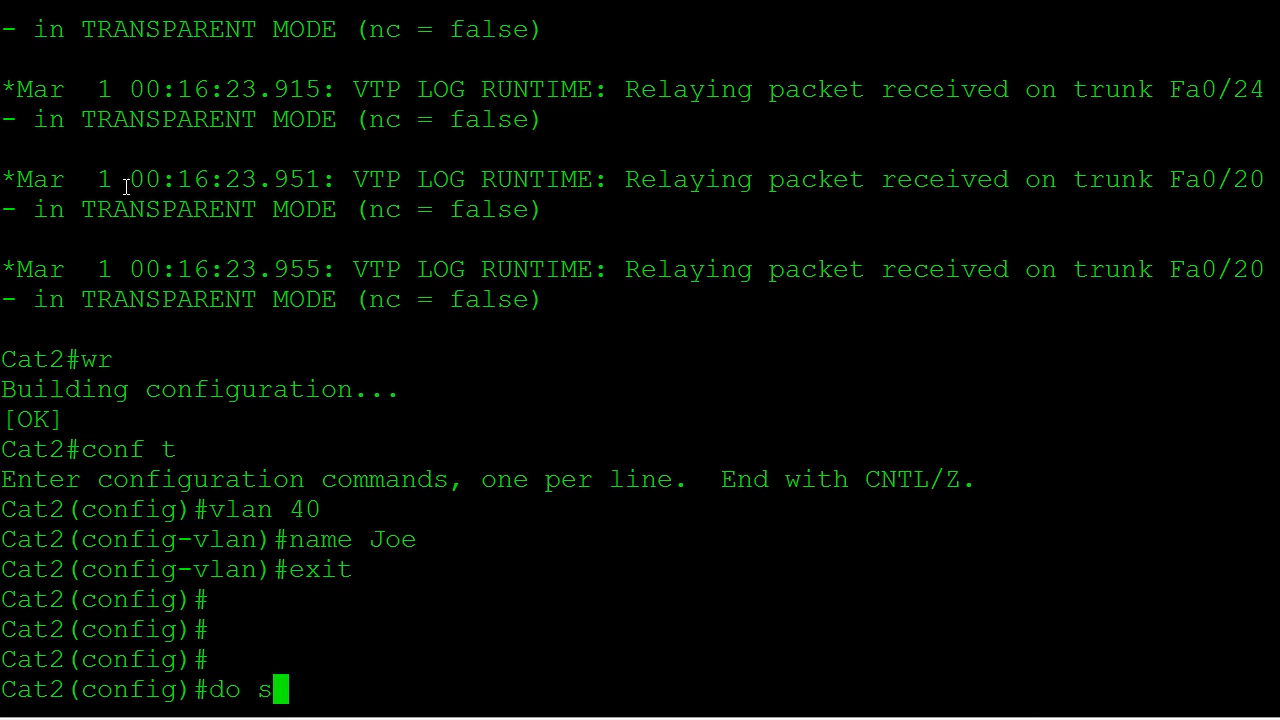 - in TRANSPARENT MODE (nc = false)
*Mar  1 00:16:23.915: VTP LOG RUNTIME: Relaying packet received on trunk Fa0/24
- in TRANSPARENT MODE (nc = false)
*Mar  1 00:16:23.951: VTP LOG RUNTIME: Relaying packet received on trunk Fa0/20
- in TRANSPARENT MODE (nc = false)
*Mar  1 00:16:23.955: VTP LOG RUNTIME: Relaying packet received on trunk Fa0/20
- in TRANSPARENT MODE (nc = false)
Cat2#wr
Building configuration...
[OK]
Cat2#conf t
Enter configuration commands, one per line.  End with CNTL/Z.
Cat2(config)#vlan 40
Cat2(config-vlan)#name Joe
Cat2(config-vlan)#exit
Cat2(config)#
Cat2(config)#
Cat2(config)#
Cat2(config)#do s